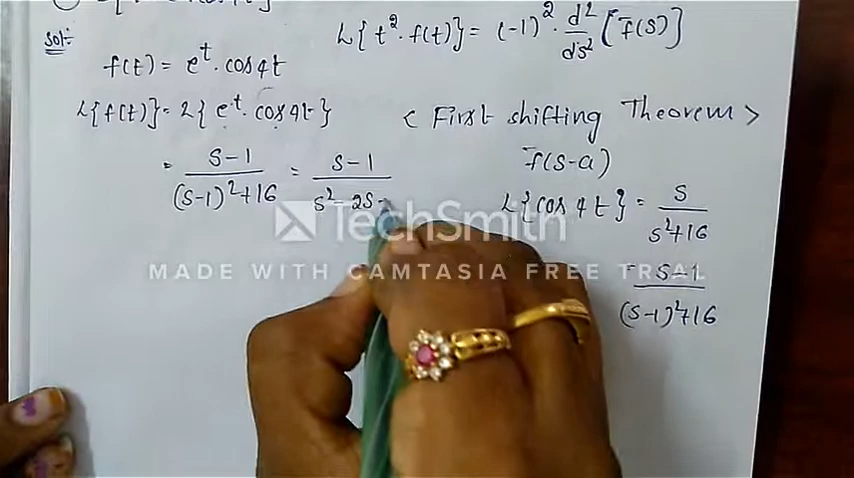 Sol:-
L{t². f(t)} = (-1)². d²/ds² [f̄(s)]
f(t) = e^t. cos4t
L{f(t)} = L{e^t. cos4t}
< First shifting Theorem >
= s-1/(s-1)²+16 = s-1/s²-2s
f̄(s-a)
L{cos4t} = s/s²+16
= s-1/(s-1)²+16
TechSmith
MADE WITH CAMTASIA FREE TRIAL